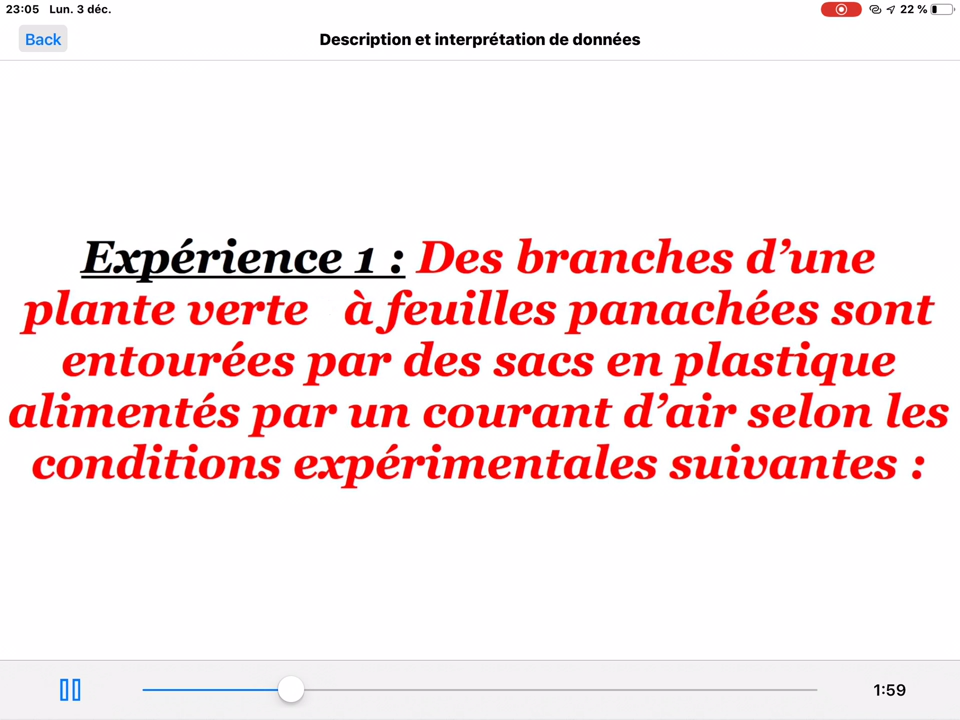 23:05 Lun. 3 déc.
22 %
Back
Description et interprétation de données
Expérience 1 : Des branches d’une
plante verte à feuilles panachées sont
entourées par des sacs en plastique
alimentés par un courant d’air selon les
conditions expérimentales suivantes :
1:59